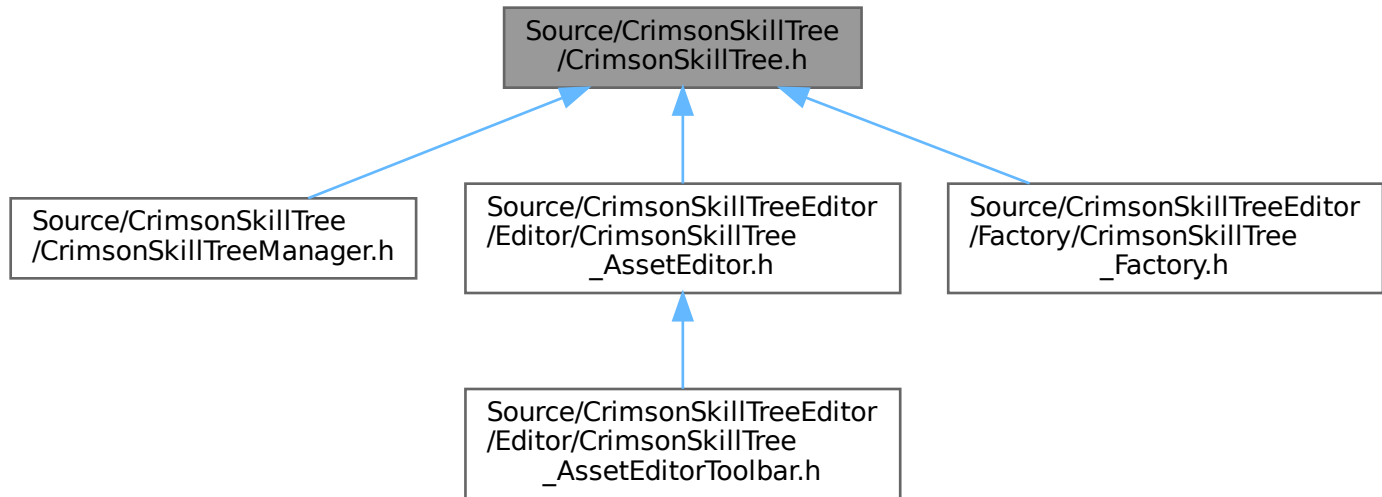 Source/CrimsonSkillTree
/CrimsonSkillTree.h
Source/CrimsonSkillTree
/CrimsonSkillTreeManager.h
Source/CrimsonSkillTreeEditor
/Editor/CrimsonSkillTree
_AssetEditor.h
Source/CrimsonSkillTreeEditor
/Factory/CrimsonSkillTree
_Factory.h
Source/CrimsonSkillTreeEditor
/Editor/CrimsonSkillTree
_AssetEditorToolbar.h